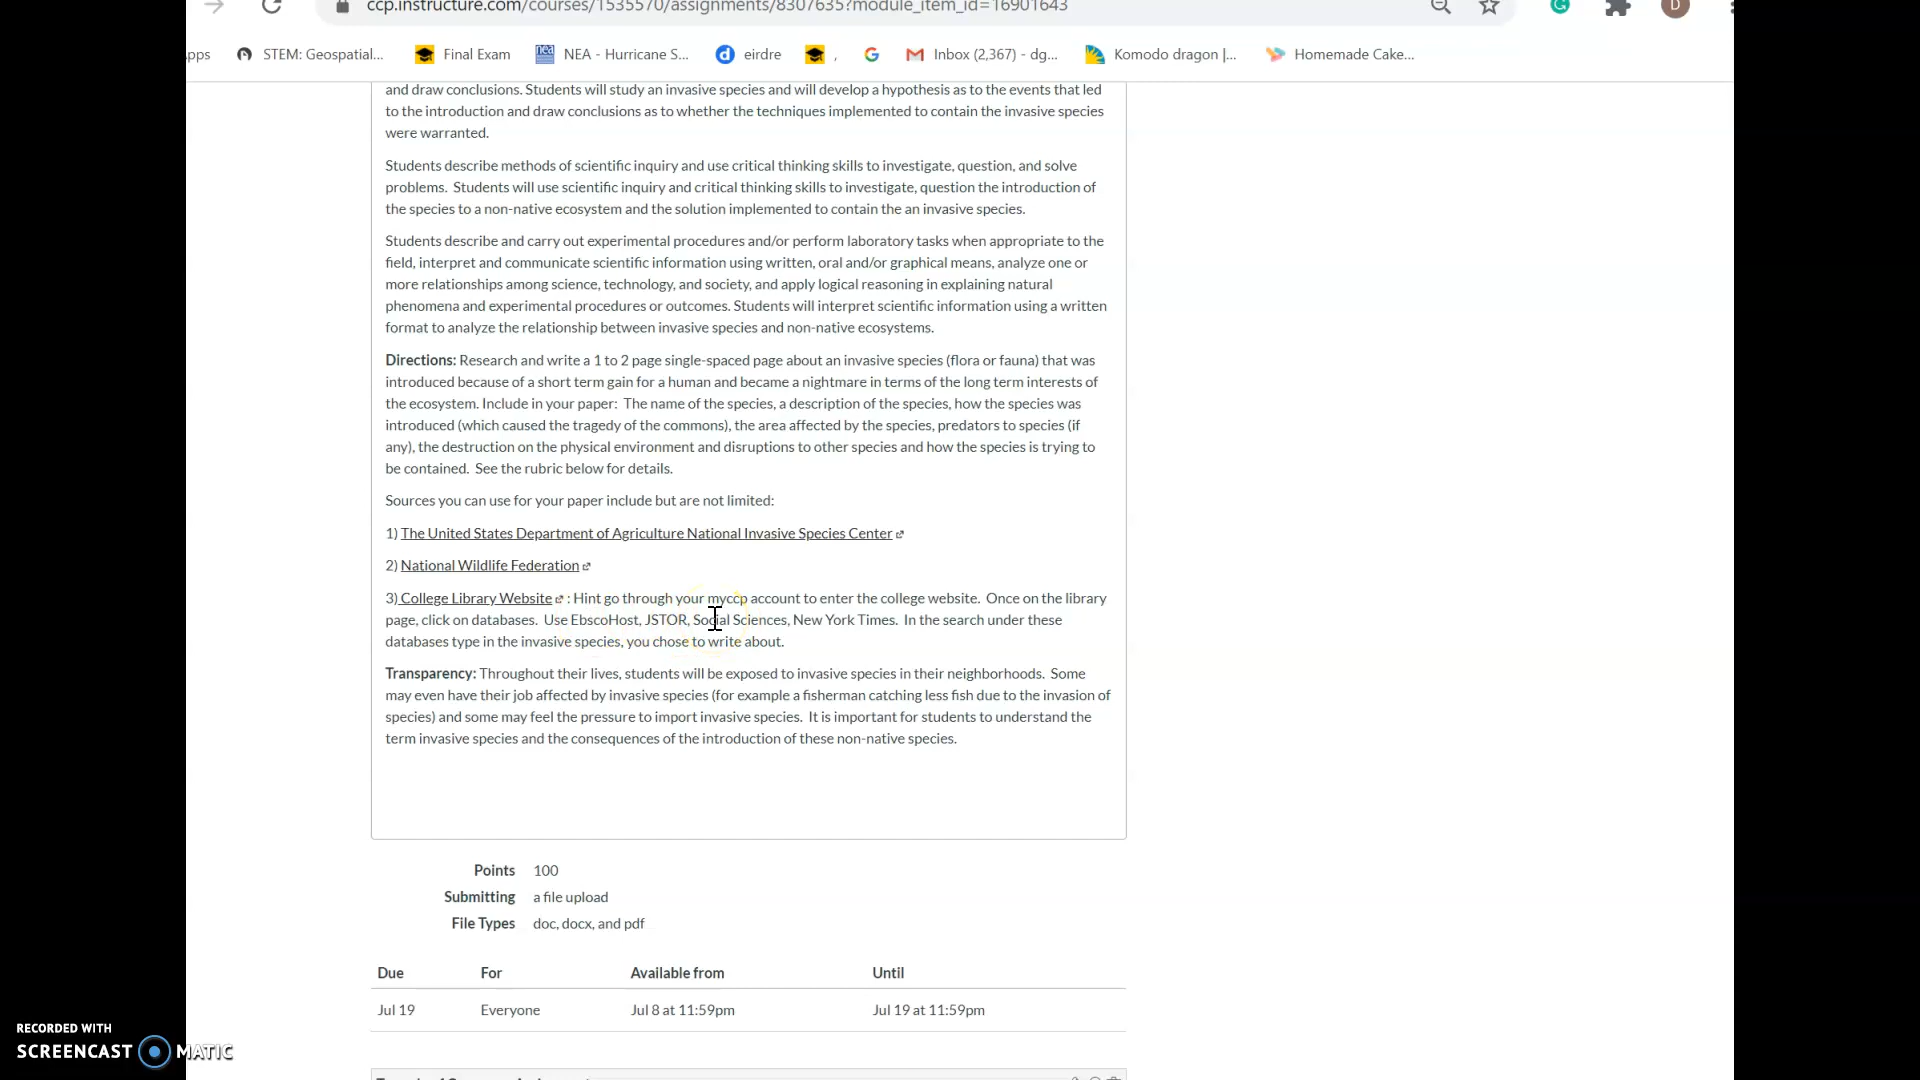 ccp.instructure.com/courses/1535570/assignments/8307635?module_item_id=16901643
D
pps STEM: Geospatial... Final Exam NEA - Hurricane S... eirdre , Inbox (2,367) - dg... Komodo dragon |... Homemade Cake...
and draw conclusions. Students will study an invasive species and will develop a hypothesis as to the events that led
to the introduction and draw conclusions as to whether the techniques implemented to contain the invasive species
were warranted.
Students describe methods of scientific inquiry and use critical thinking skills to investigate, question, and solve
problems. Students will use scientific inquiry and critical thinking skills to investigate, question the introduction of
the species to a non-native ecosystem and the solution implemented to contain the an invasive species.
Students describe and carry out experimental procedures and/or perform laboratory tasks when appropriate to the
field, interpret and communicate scientific information using written, oral and/or graphical means, analyze one or
more relationships among science, technology, and society, and apply logical reasoning in explaining natural
phenomena and experimental procedures or outcomes. Students will interpret scientific information using a written
format to analyze the relationship between invasive species and non-native ecosystems.
Directions: Research and write a 1 to 2 page single-spaced page about an invasive species (flora or fauna) that was
introduced because of a short term gain for a human and became a nightmare in terms of the long term interests of
the ecosystem. Include in your paper: The name of the species, a description of the species, how the species was
introduced (which caused the tragedy of the commons), the area affected by the species, predators to species (if
any), the destruction on the physical environment and disruptions to other species and how the species is trying to
be contained. See the rubric below for details.
Sources you can use for your paper include but are not limited:
1) The United States Department of Agriculture National Invasive Species Center
2) National Wildlife Federation
3) College Library Website : Hint go through your myccp account to enter the college website. Once on the library
page, click on databases. Use EbscoHost, JSTOR, Social Sciences, New York Times. In the search under these
databases type in the invasive species, you chose to write about.
Transparency: Throughout their lives, students will be exposed to invasive species in their neighborhoods. Some
may even have their job affected by invasive species (for example a fisherman catching less fish due to the invasion of
species) and some may feel the pressure to import invasive species. It is important for students to understand the
term invasive species and the consequences of the introduction of these non-native species.
Points 100
Submitting a file upload
File Types doc, docx, and pdf
Due For Available from Until
Jul 19 Everyone Jul 8 at 11:59pm Jul 19 at 11:59pm
RECORDED WITH
SCREENCAST MATIC